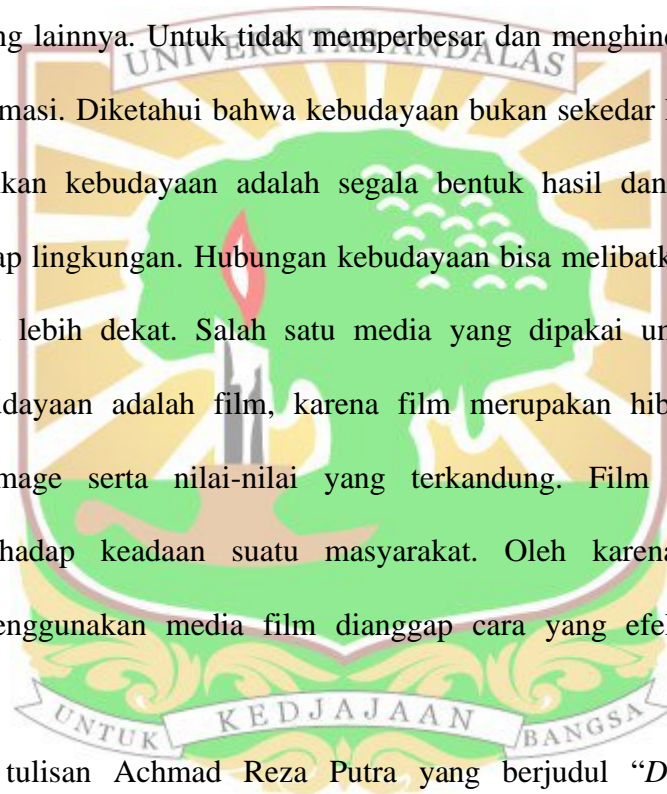 ng lainnya. Untuk tidak memperbesar dan menghind
UNIVERSITAS ANDALAS
masi. Diketahui bahwa kebudayaan bukan sekedar
kan kebudayaan adalah segala bentuk hasil dan
ap lingkungan. Hubungan kebudayaan bisa melibatk
lebih dekat. Salah satu media yang dipakai un
dayaan adalah film, karena film merupakan hib
mage serta nilai-nilai yang terkandung. Film
hadap keadaan suatu masyarakat. Oleh karena
enggunakan media film dianggap cara yang efel
UNTUK KEDJAJAAN BANGSA
tulisan Achmad Reza Putra yang berjudul “D